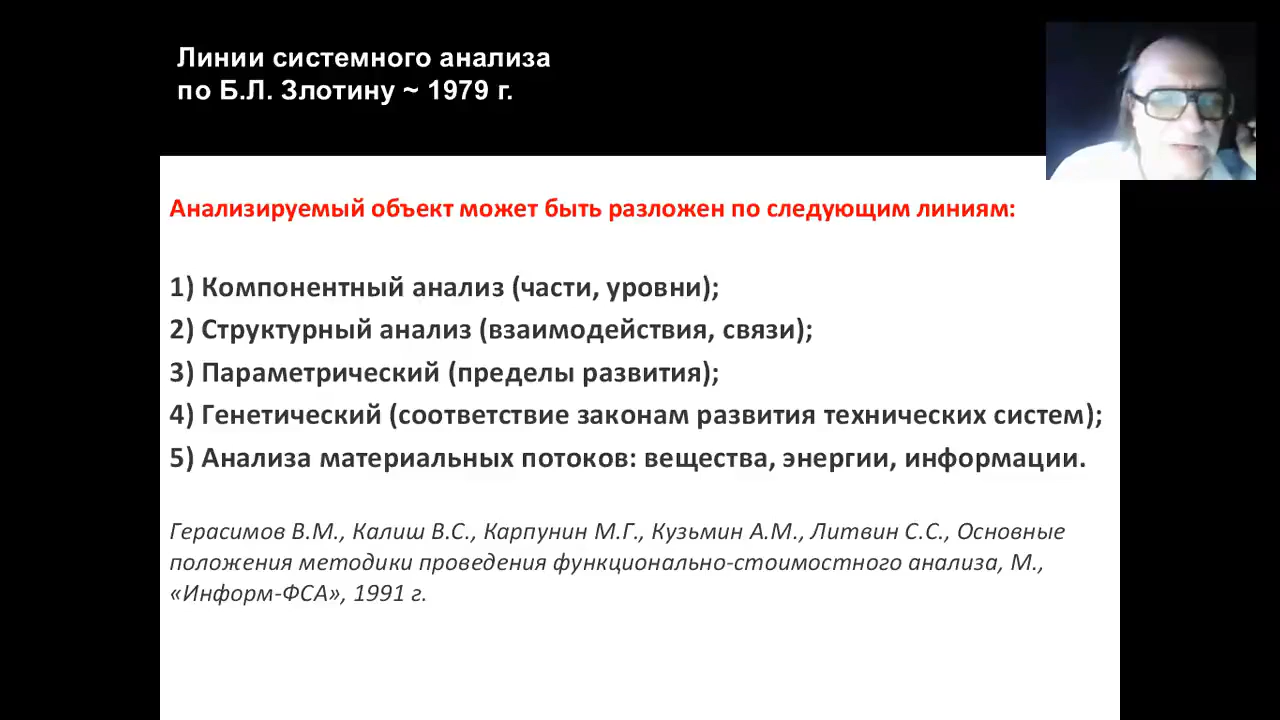 Линии системного анализа
по Б.Л. Злотину ~ 1979 г.
Анализируемый объект может быть разложен по следующим линиям:
1) Компонентный анализ (части, уровни);
2) Структурный анализ (взаимодействия, связи);
3) Параметрический (пределы развития);
4) Генетический (соответствие законам развития технических систем);
5) Анализа материальных потоков: вещества, энергии, информации.
Герасимов В.М., Калиш В.С., Карпунин М.Г., Кузьмин А.М., Литвин С.С., Основные
положения методики проведения функционально-стоимостного анализа, М.,
«Информ-ФСА», 1991 г.